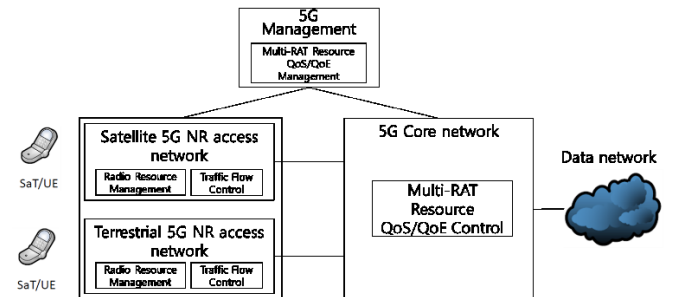 5G
Management
Multi-RAT Resource
QoS/QoE
Management
Satellite 5G NR access
network
Radio Resource
Management
Traffic Flow
Control
SaT/UE
5G Core network
Multi-RAT
Resource
QoS/QoE Control
Data network
Terrestrial 5G NR access
network
Radio Resource
Management
Traffic Flow
Control
SaT/UE